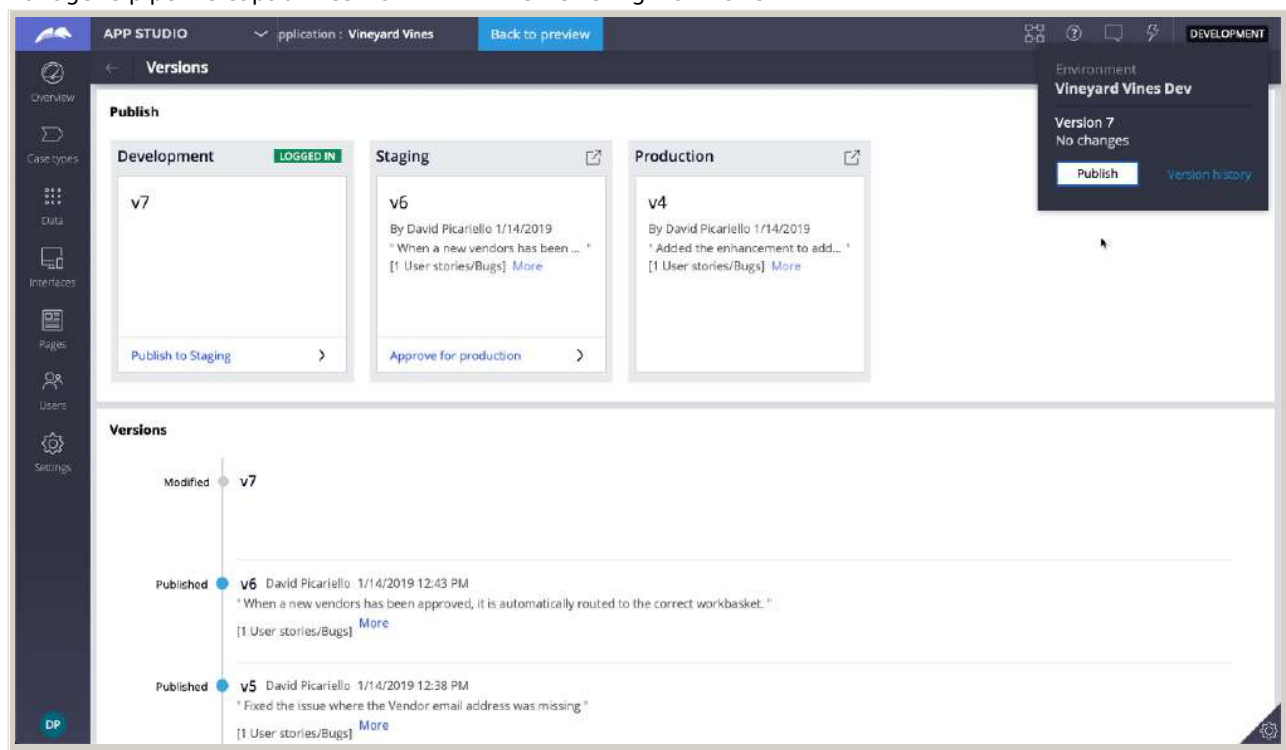 APP STUDIO
pplication : Vineyard Vines
Back to preview
DEVELOPMENT
Versions
Environment
Vineyard Vines Dev
Version 7
No changes
Publish
Version history
Overview
Case types
Data
Interfaces
Pages
Users
Settings
DP
Publish
Development
LOGGED IN
v7
Publish to Staging
Staging
v6
By David Picariello 1/14/2019
" When a new vendors has been ... "
[1 User stories/Bugs] More
Approve for production
Production
v4
By David Picariello 1/14/2019
" Added the enhancement to add... "
[1 User stories/Bugs] More
Versions
Modified v7
Published v6 David Picariello 1/14/2019 12:43 PM
" When a new vendors has been approved, it is automatically routed to the correct workbasket. "
[1 User stories/Bugs] More
Published v5 David Picariello 1/14/2019 12:38 PM
" Fixed the issue where the Vendor email address was missing "
[1 User stories/Bugs] More